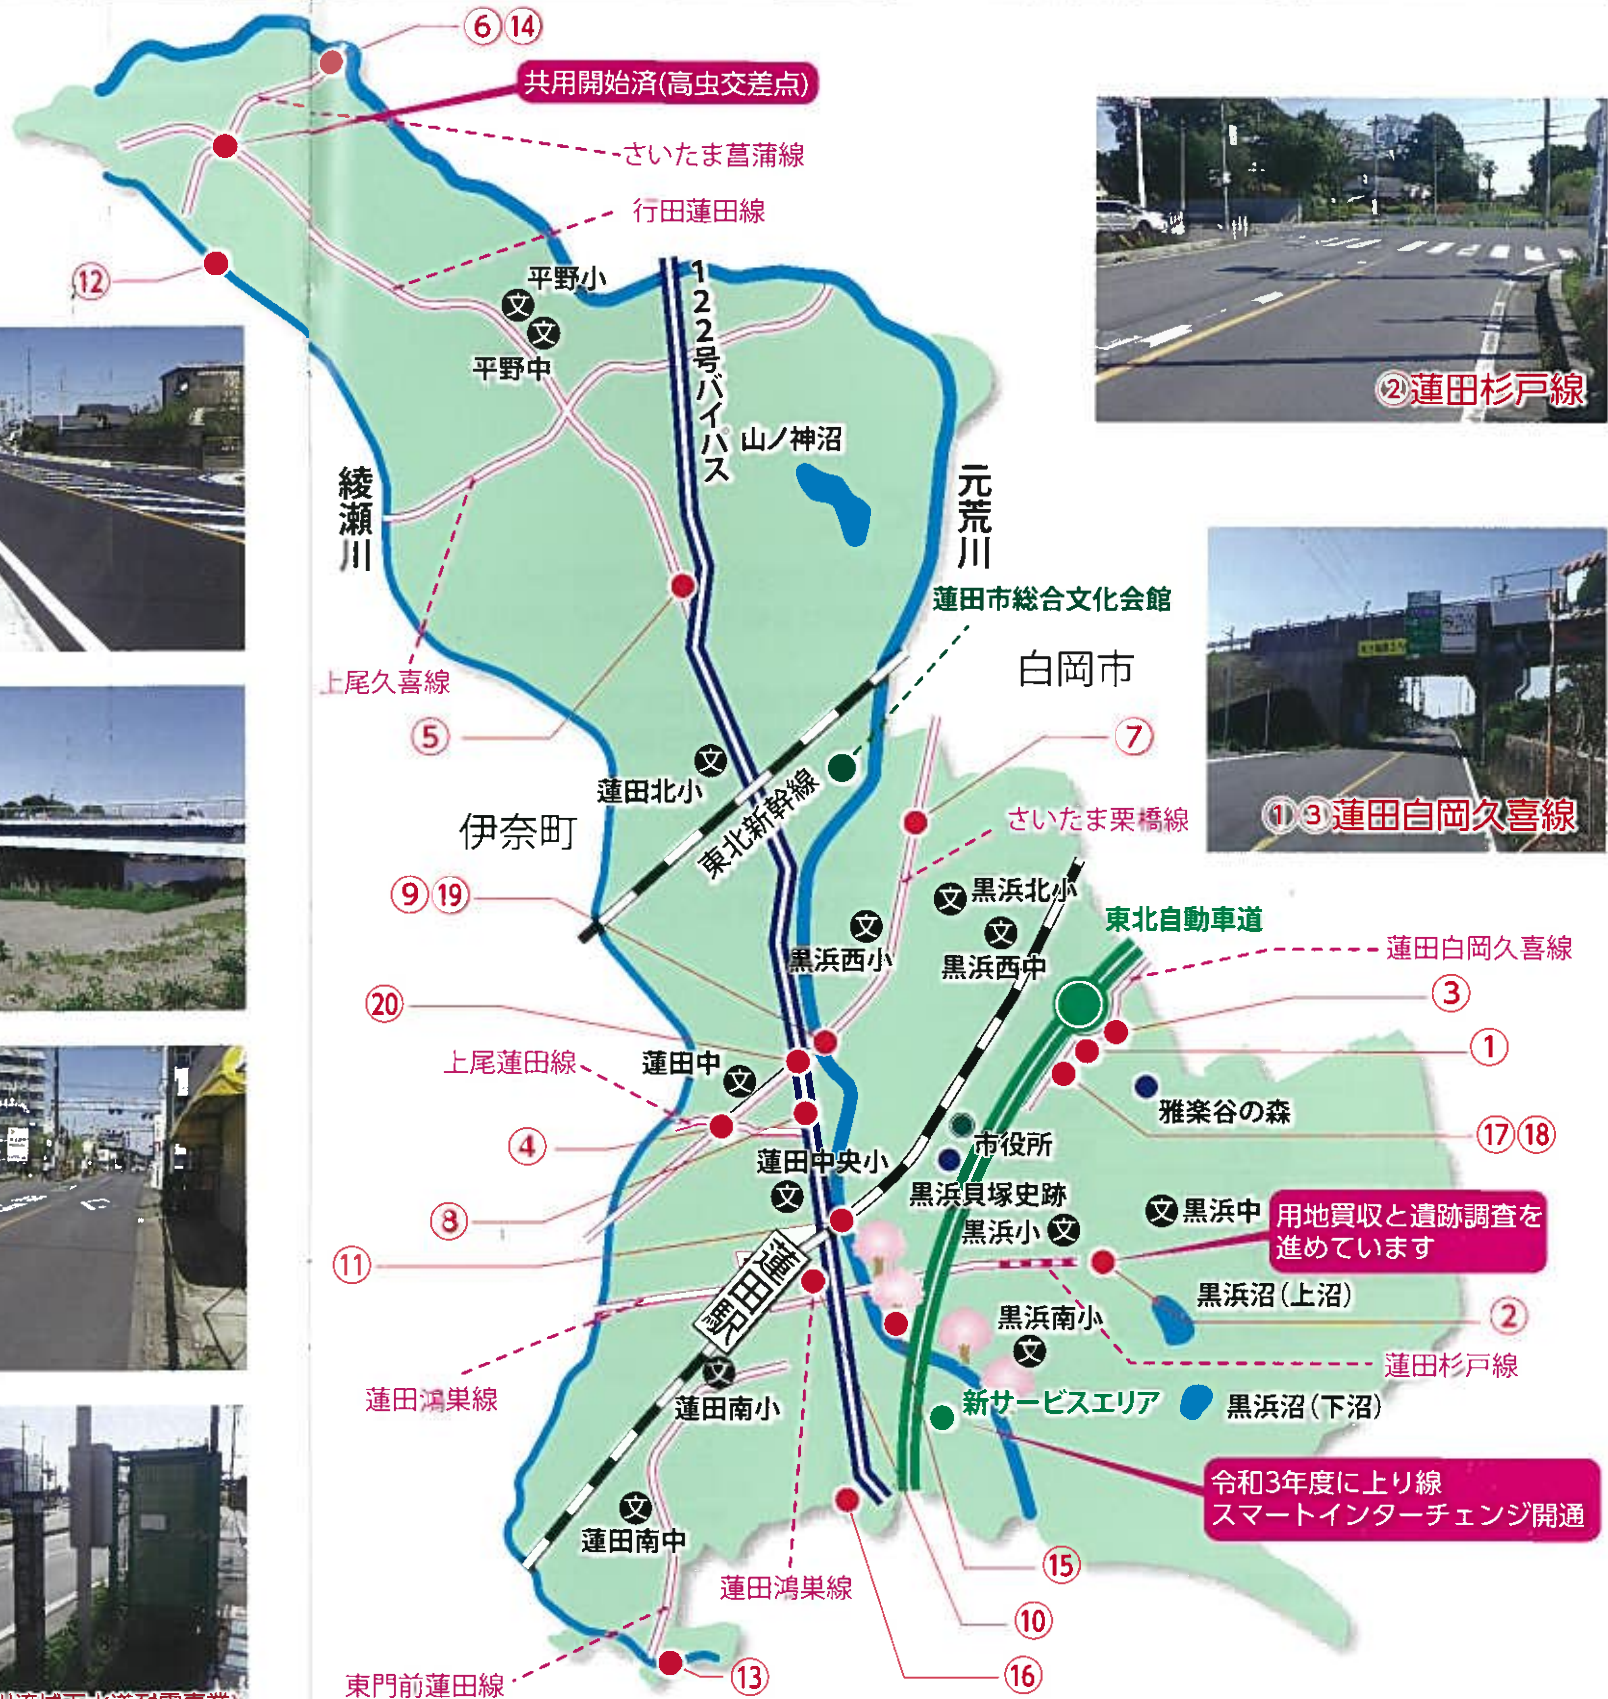 ⑥⑭
共用開始済(高虫交差点)
さいたま菖蒲線
行田蓮田線
⑫
平野小
文
文
平野中
122号バイパス
山ノ神沼
綾瀬川
元荒川
②蓮田杉戸線
蓮田市総合文化会館
白岡市
上尾久喜線
⑤
⑦
文
蓮田北小
東北新幹線
さいたま栗橋線
①③蓮田白岡久喜線
伊奈町
⑨⑲
文
黒浜北小
文
黒浜西小
文
黒浜西中
東北自動車道
蓮田白岡久喜線
③
⑳
①
上尾蓮田線
蓮田中
文
雅楽谷の森
④
市役所
⑰⑱
蓮田中央小
文
黒浜貝塚史跡
⑧
黒浜小
文
文
黒浜中
用地買収と遺跡調査を
進めています
⑪
蓮田駅
黒浜沼(上沼)
黒浜南小
文
②
蓮田杉戸線
蓮田鴻巣線
文
蓮田南小
新サービスエリア
黒浜沼(下沼)
令和3年度に上り線
スマートインターチェンジ開通
文
蓮田南中
蓮田鴻巣線
⑮
⑩
⑯
⑬
東門前蓮田線